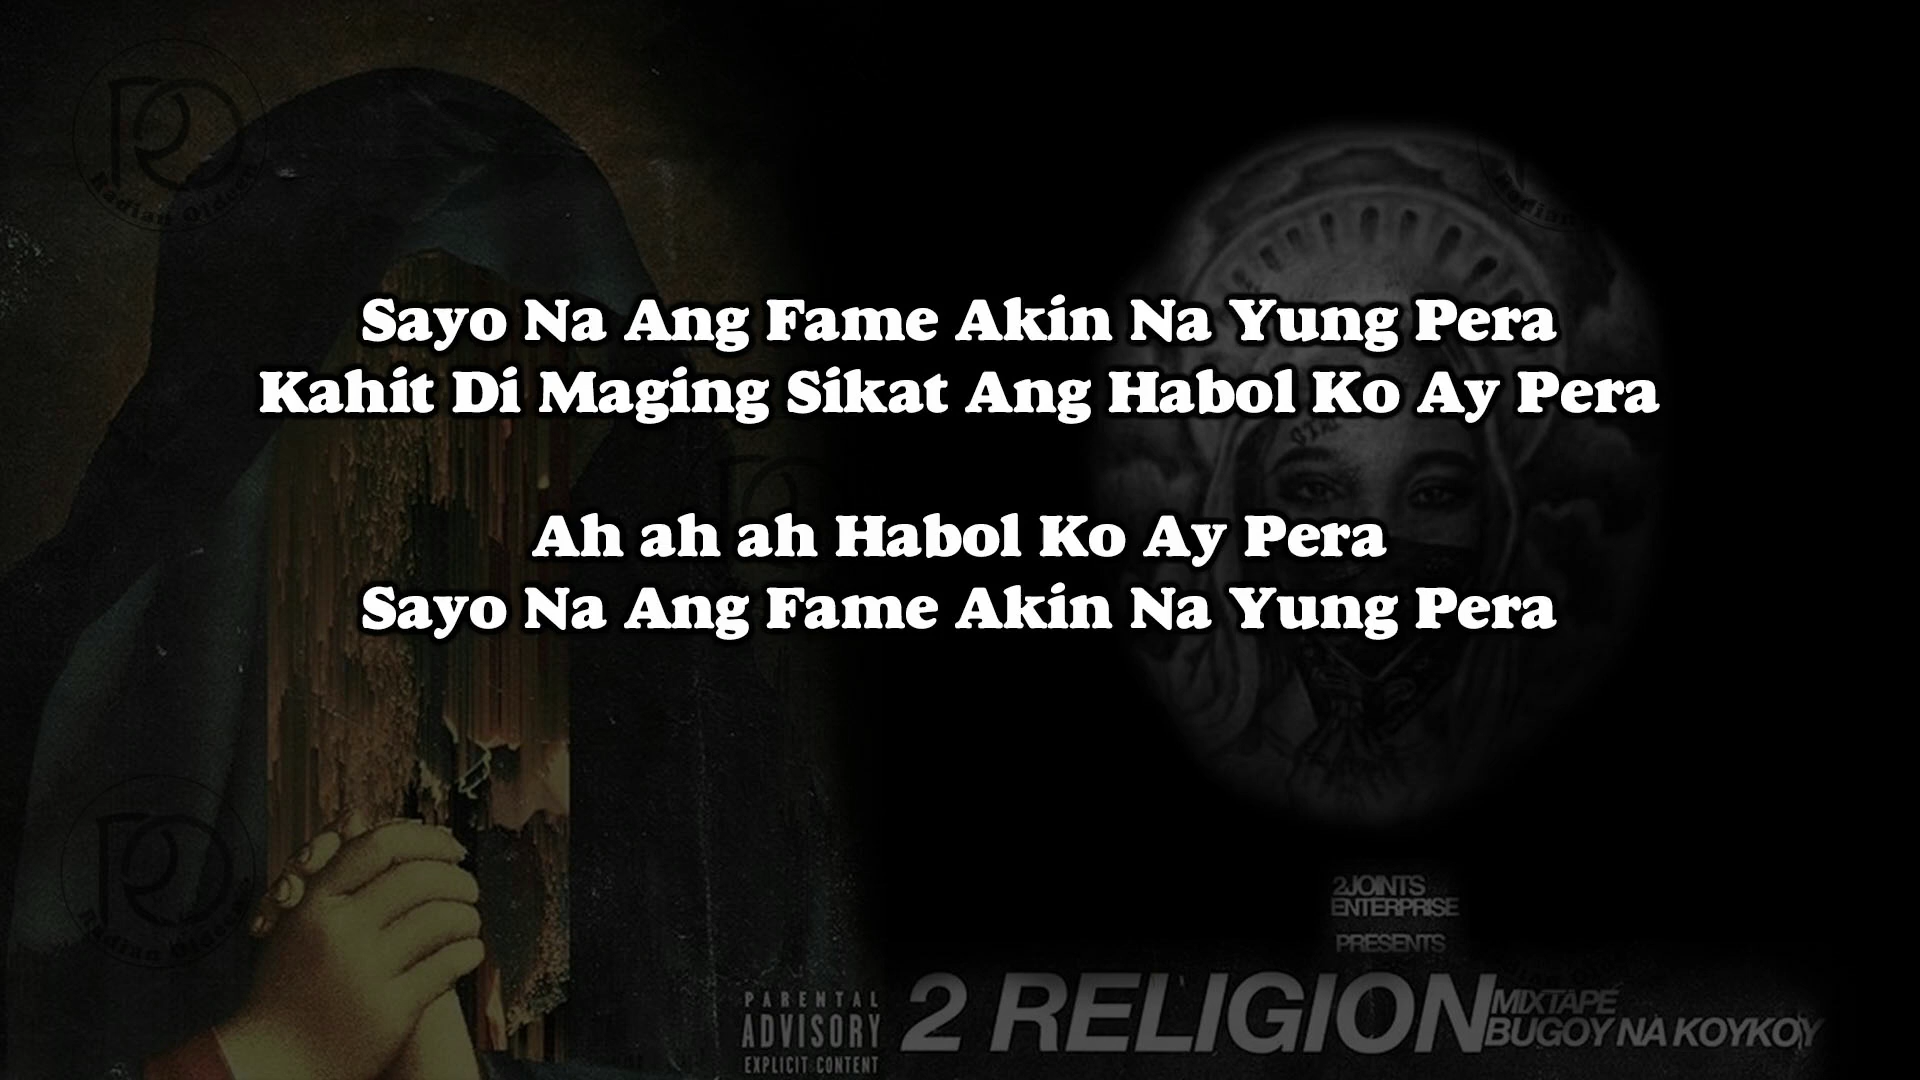 Sayo Na Ang Fame Akin Na Yung Pera
Kahit Di Maging Sikat Ang Habol Ko Ay Pera
Ah ah ah Habol Ko Ay Pera
Sayo Na Ang Fame Akin Na Yung Pera
2JOINTS
ENTERPRISE
PRESENTS
PARENTAL
ADVISORY
EXPLICIT CONTENT
2 RELIGION
MIXTAPE
BUGOY NA KOYKOY